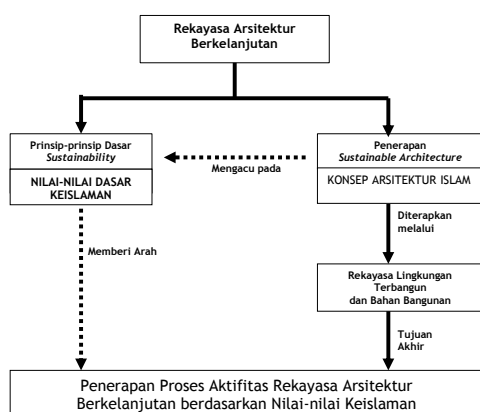 Rekayasa Arsitektur
Berkelanjutan
Prinsip-prinsip Dasar
Sustainability
NILAI-NILAI DASAR
KEISLAMAN
Mengacu pada
Penerapan
Sustainable Architecture
KONSEP ARSITEKTUR ISLAM
Memberi Arah
Diterapkan
melalui
Rekayasa Lingkungan
Terbangun
dan Bahan Bangunan
Tujuan
Akhir
Penerapan Proses Aktifitas Rekayasa Arsitektur
Berkelanjutan berdasarkan Nilai-nilai Keislaman